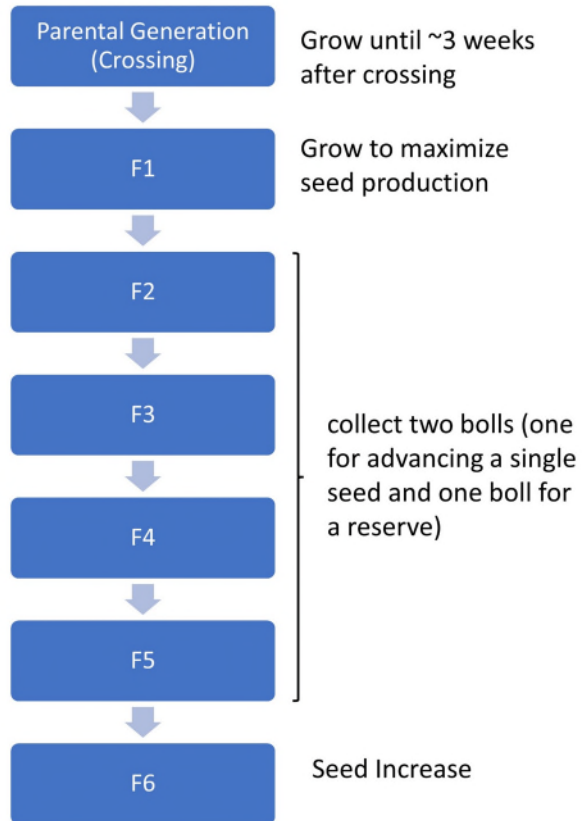 Parental Generation
(Crossing)
Grow until ~3 weeks
after crossing
F1
Grow to maximize
seed production
F2
F3
collect two bolls (one
for advancing a single
seed and one boll for
a reserve)
F4
F5
F6
Seed Increase